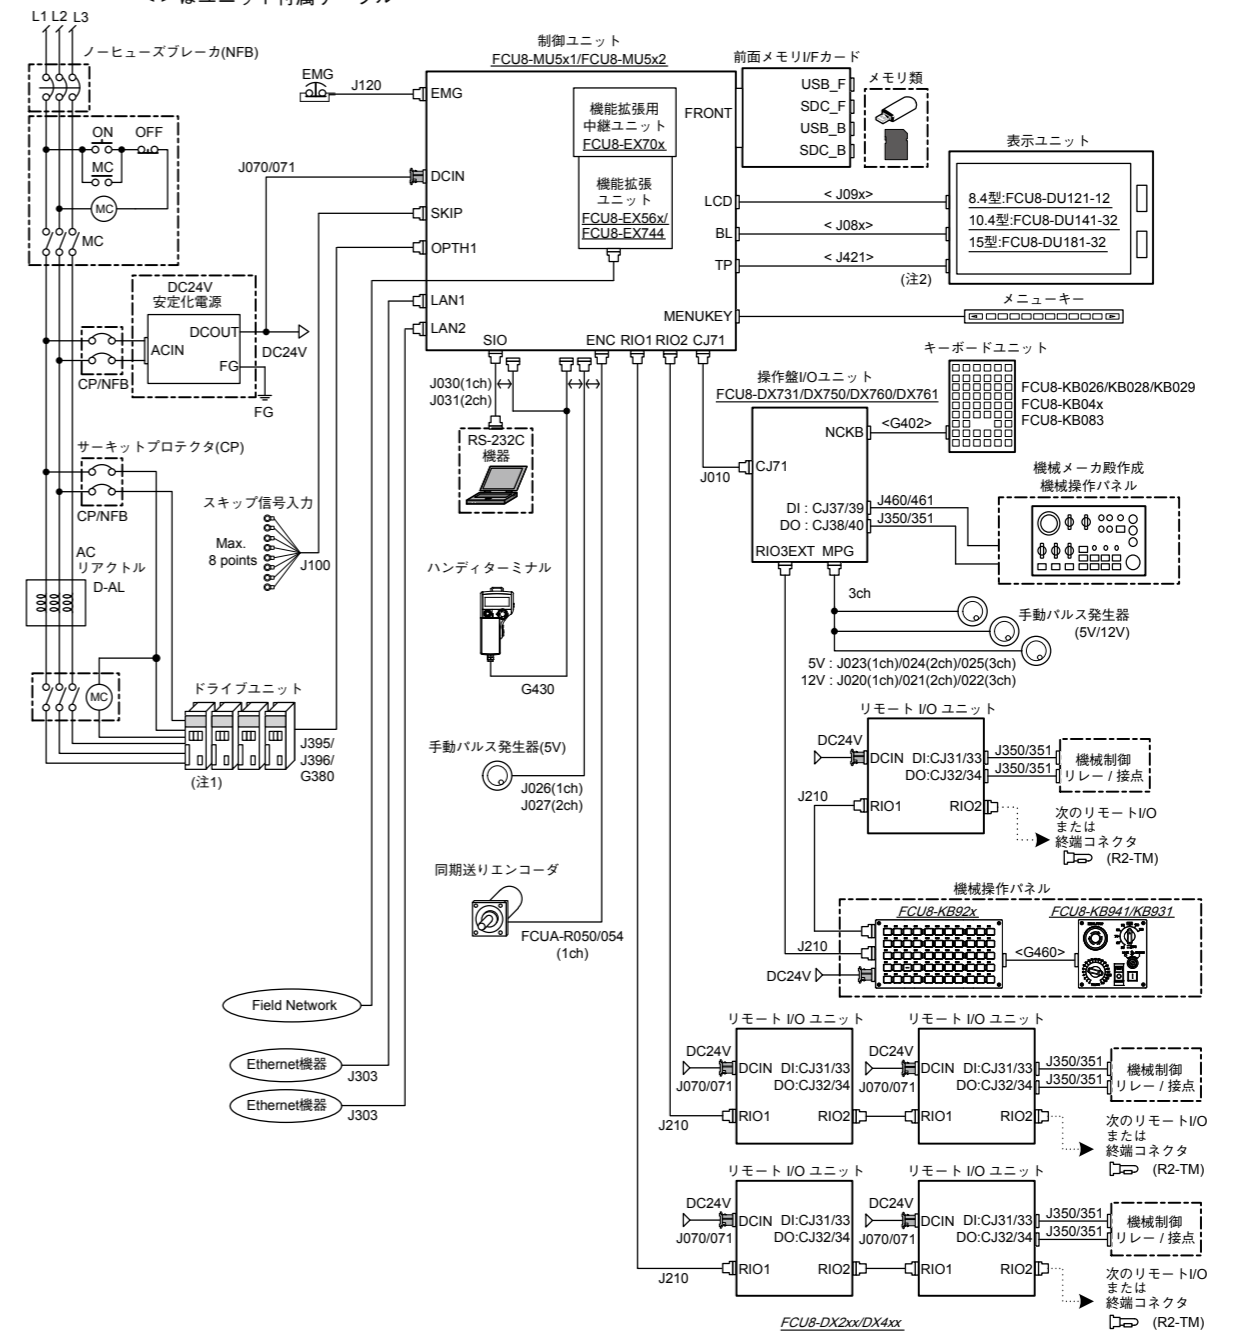 L1 L2 L3
ノーヒューズブレーカ(NFB)
ON
OFF
MC
MC
MC
J070/071
DC24V
安定化電源
DCOUT
ACIN
FG
DC24V
FG
CP/NFB
サーキットプロテクタ(CP)
CP/NFB
スキップ信号入力
Max.
8 points
J100
AC
リアクトル
D-AL
MC
ドライブユニット
(注1)
J395/
J396/
G380
EMG
J120
制御ユニット
FCU8-MU5x1/FCU8-MU5x2
EMG
DCIN
SKIP
OPTH1
LAN1
LAN2
SIO
ENC RIO1 RIO2 CJ71
機能拡張用
中継ユニット
FCU8-EX70x
機能拡張
ユニット
FCU8-EX56x/
FCU8-EX744
FRONT
LCD
BL
TP
MENUKEY
前面メモリI/Fカード
USB_F
SDC_F
USB_B
SDC_B
メモリ類
表示ユニット
8.4型:FCU8-DU121-12
10.4型:FCU8-DU141-32
15型:FCU8-DU181-32
< J09x>
< J08x>
< J421>
(注2)
メニューキー
キーボードユニット
FCU8-KB026/KB028/KB029
FCU8-KB04x
FCU8-KB083
操作盤I/Oユニット
FCU8-DX731/DX750/DX760/DX761
NCKB
<G402>
CJ71
J010
DI : CJ37/39
DO : CJ38/40
RIO3EXT MPG
J460/461
J350/351
機械メーカ殿作成
機械操作パネル
3ch
手動パルス発生器
(5V/12V)
5V : J023(1ch)/024(2ch)/025(3ch)
12V : J020(1ch)/021(2ch)/022(3ch)
J030(1ch)
J031(2ch)
RS-232C
機器
ハンディターミナル
G430
手動パルス発生器(5V)
J026(1ch)
J027(2ch)
同期送りエンコーダ
FCUA-R050/054
(1ch)
Field Network
Ethernet機器
J303
Ethernet機器
J303
リモート I/O ユニット
DC24V
DCIN DI:CJ31/33
DO:CJ32/34
RIO1 RIO2
J350/351
J350/351
機械制御
リレー / 接点
J210
次のリモートI/O
または
終端コネクタ
(R2-TM)
機械操作パネル
FCU8-KB92x
FCU8-KB941/KB931
J210
<G460>
DC24V
リモート I/O ユニット
リモート I/O ユニット
DC24V
J070/071
DCIN DI:CJ31/33
DO:CJ32/34
RIO1 RIO2
DC24V
J070/071
DCIN DI:CJ31/33
DO:CJ32/34
RIO1 RIO2
J350/351
J350/351
機械制御
リレー / 接点
J210
次のリモートI/O
または
終端コネクタ
(R2-TM)
リモート I/O ユニット
リモート I/O ユニット
DC24V
J070/071
DCIN DI:CJ31/33
DO:CJ32/34
RIO1 RIO2
DC24V
J070/071
DCIN DI:CJ31/33
DO:CJ32/34
RIO1 RIO2
J350/351
J350/351
機械制御
リレー / 接点
J210
次のリモートI/O
または
終端コネクタ
(R2-TM)
FCU8-DX2xx/DX4xx